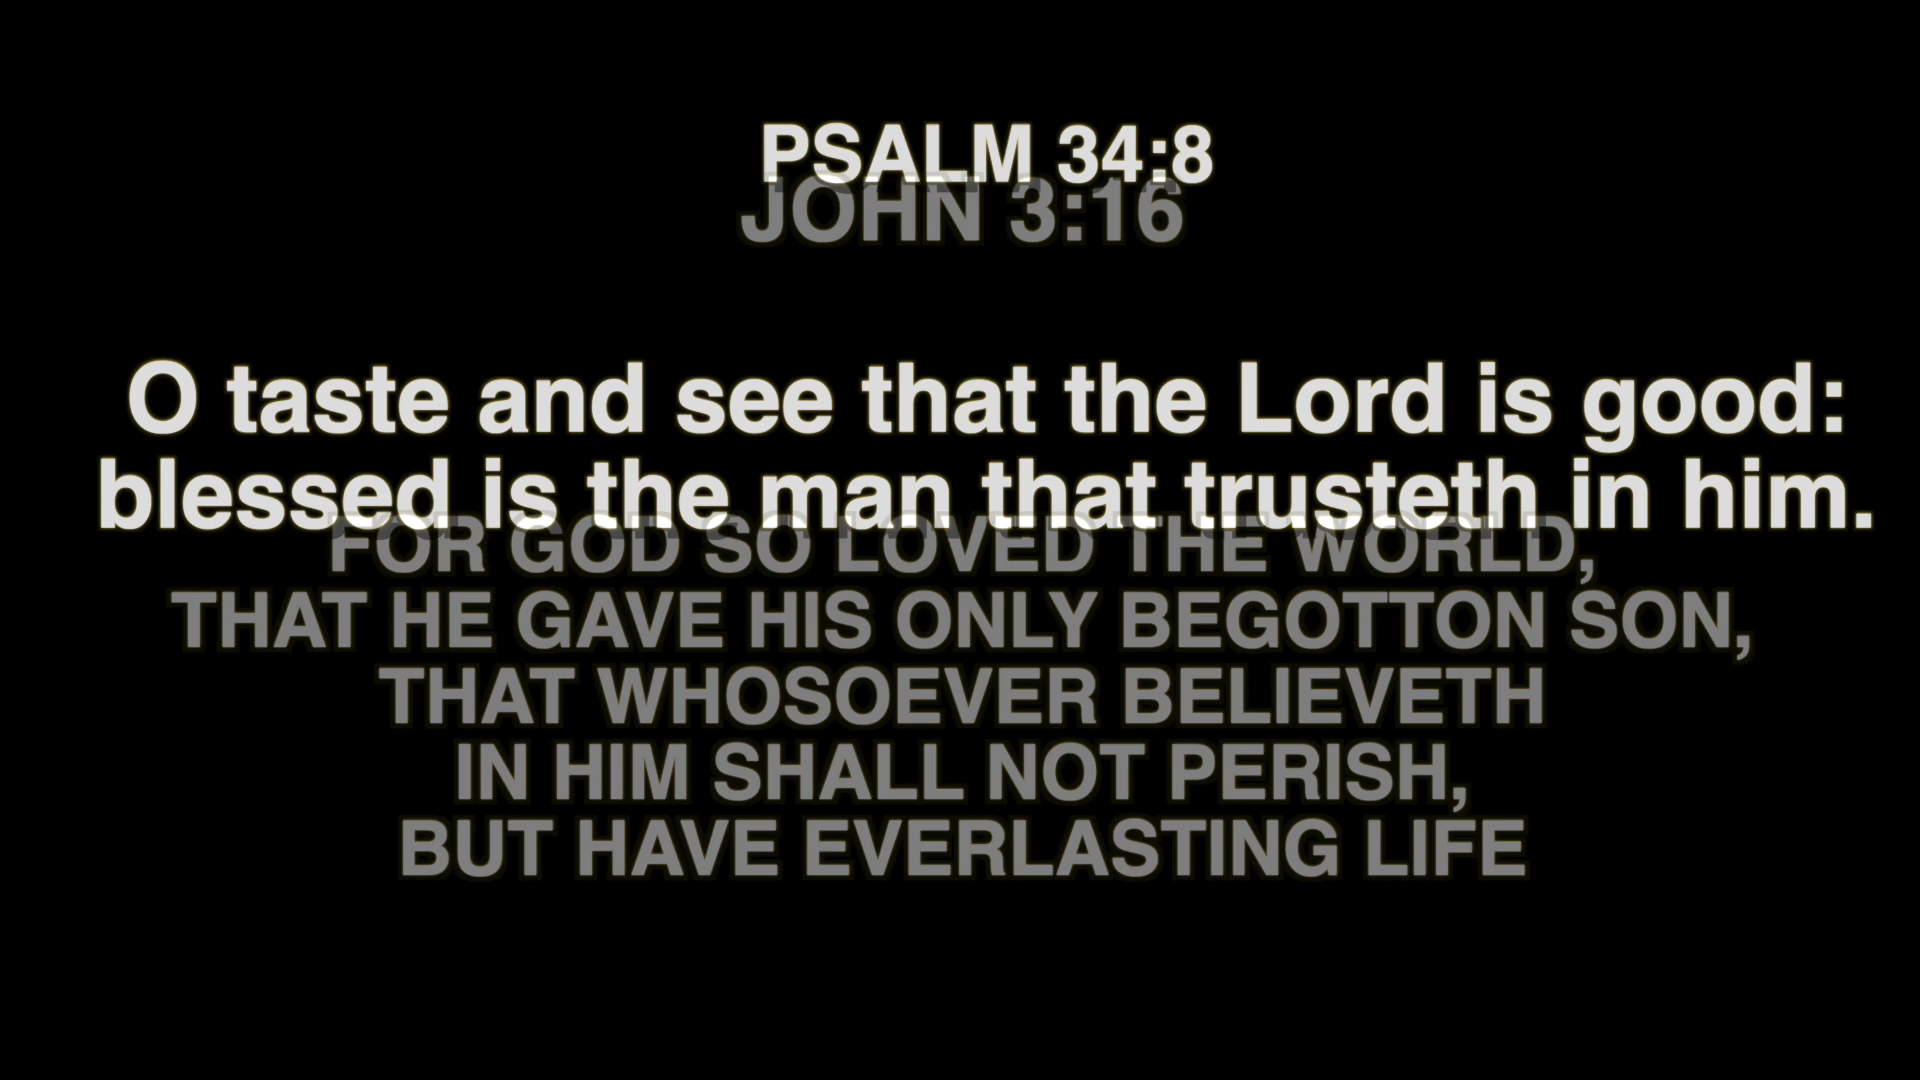 PSALM 34:8
JOHN 3:16
O taste and see that the Lord is good:
blessed is the man that trusteth in him.
FOR GOD SO LOVED THE WORLD,
THAT HE GAVE HIS ONLY BEGOTTON SON,
THAT WHOSOEVER BELIEVETH
IN HIM SHALL NOT PERISH,
BUT HAVE EVERLASTING LIFE